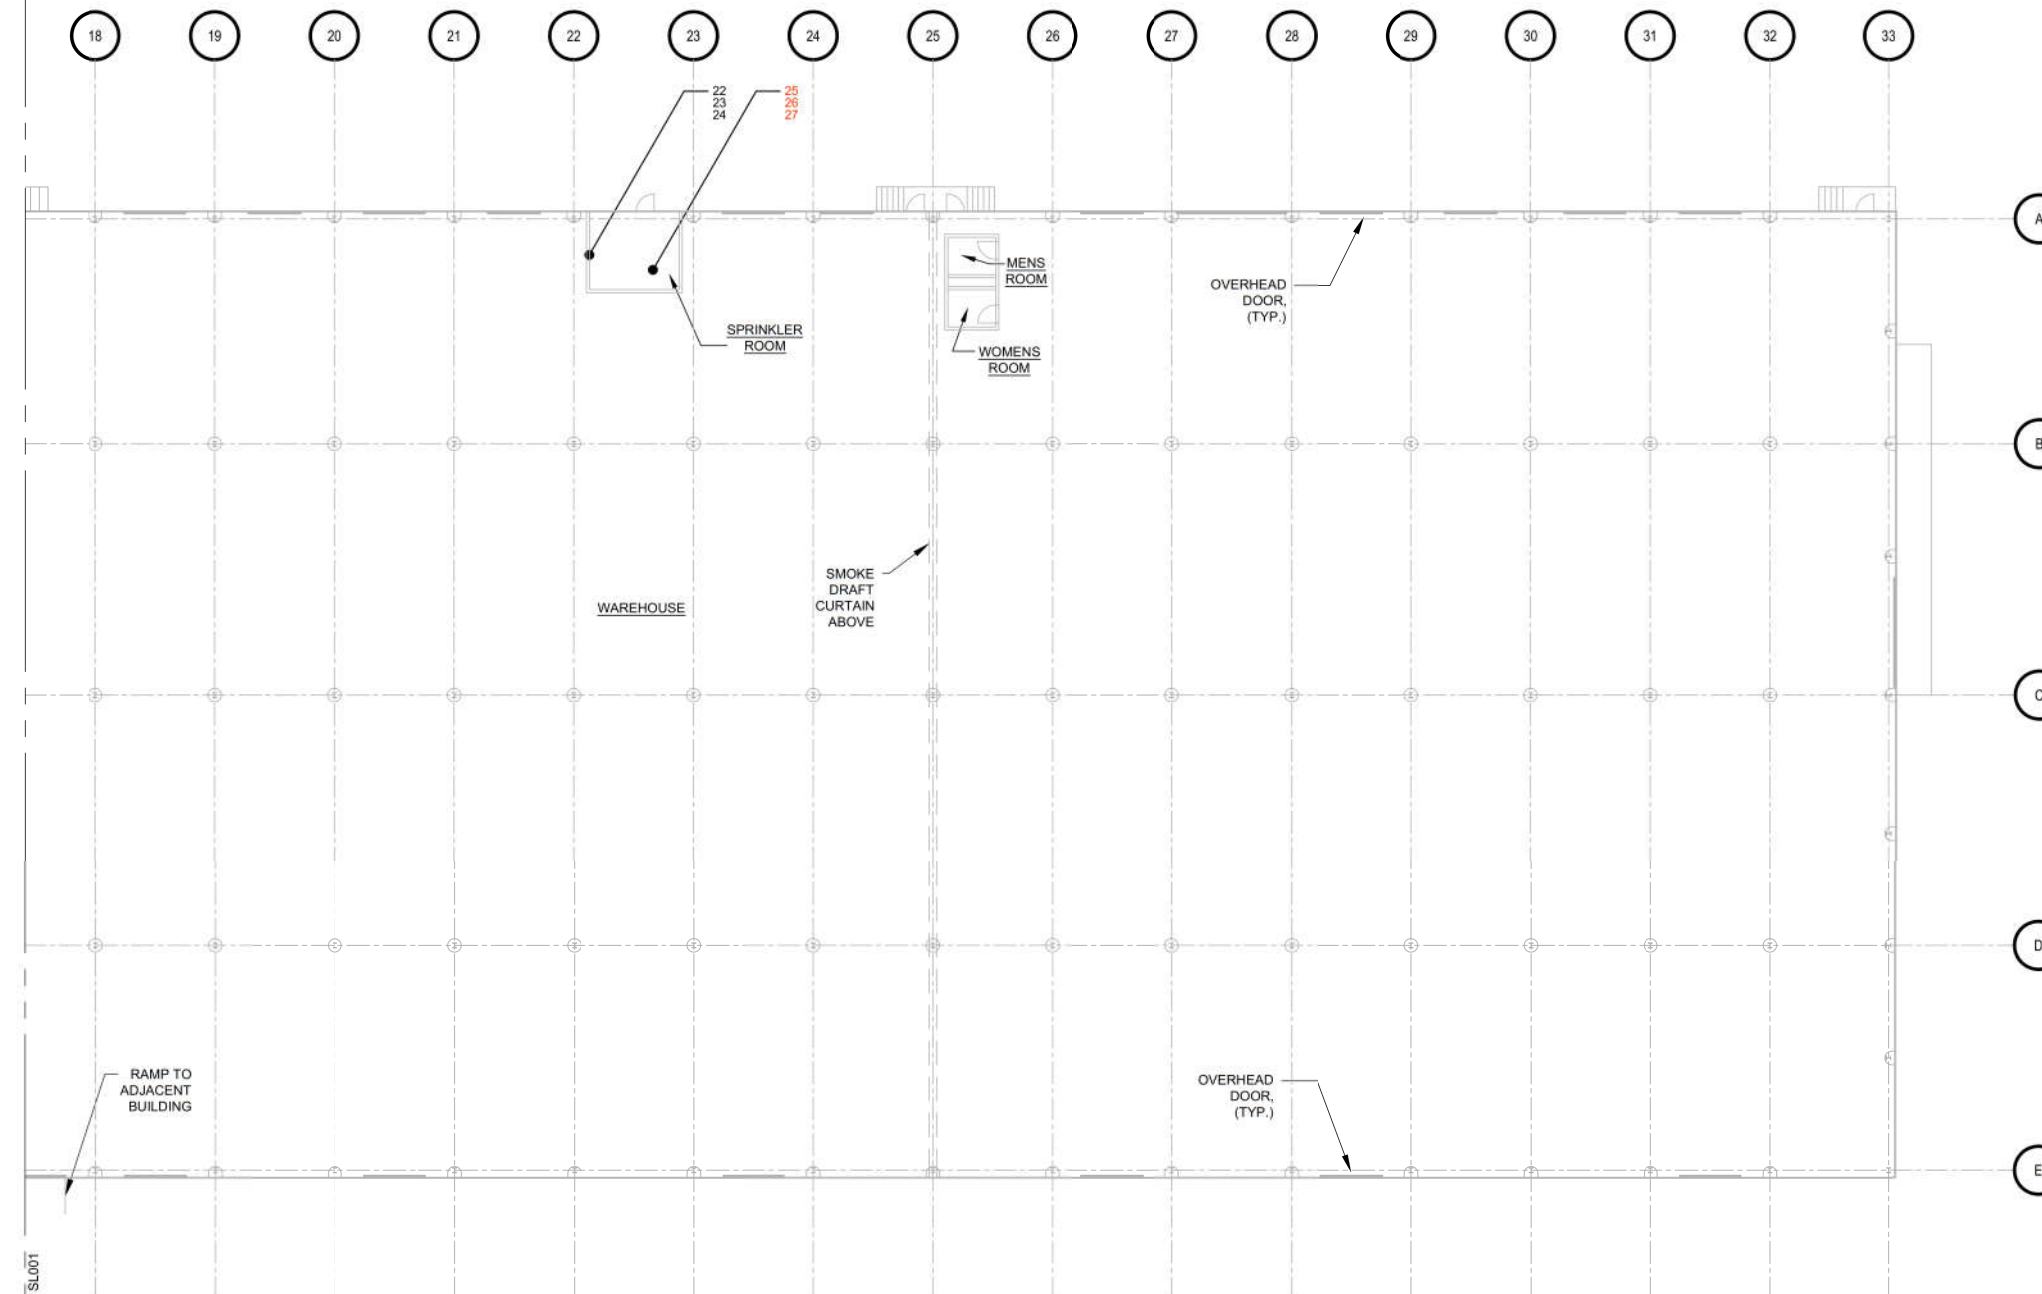 18 19 20 21 22 23 24 25 26 27 28 29 30 31 32 33
22
23
24
25
26
27
A
MENS
ROOM
OVERHEAD
DOOR,
(TYP.)
SPRINKLER
ROOM
WOMENS
ROOM
B
SMOKE
DRAFT
CURTAIN
ABOVE
WAREHOUSE
C
D
RAMP TO
ADJACENT
BUILDING
OVERHEAD
DOOR,
(TYP.)
E
SL001